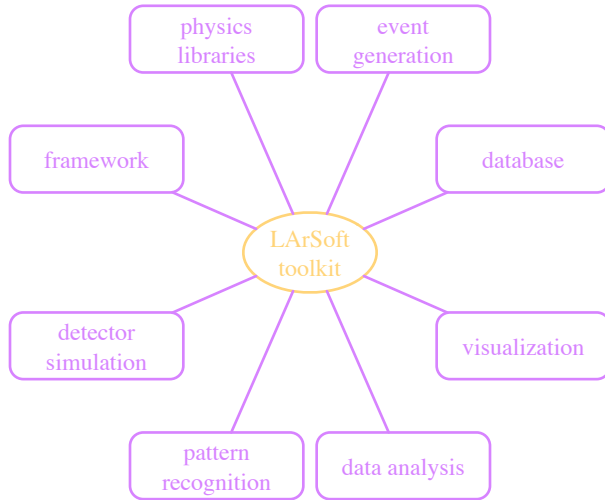 physics
libraries
event
generation
framework
database
LArSoft
toolkit
detector
simulation
visualization
pattern
recognition
data analysis